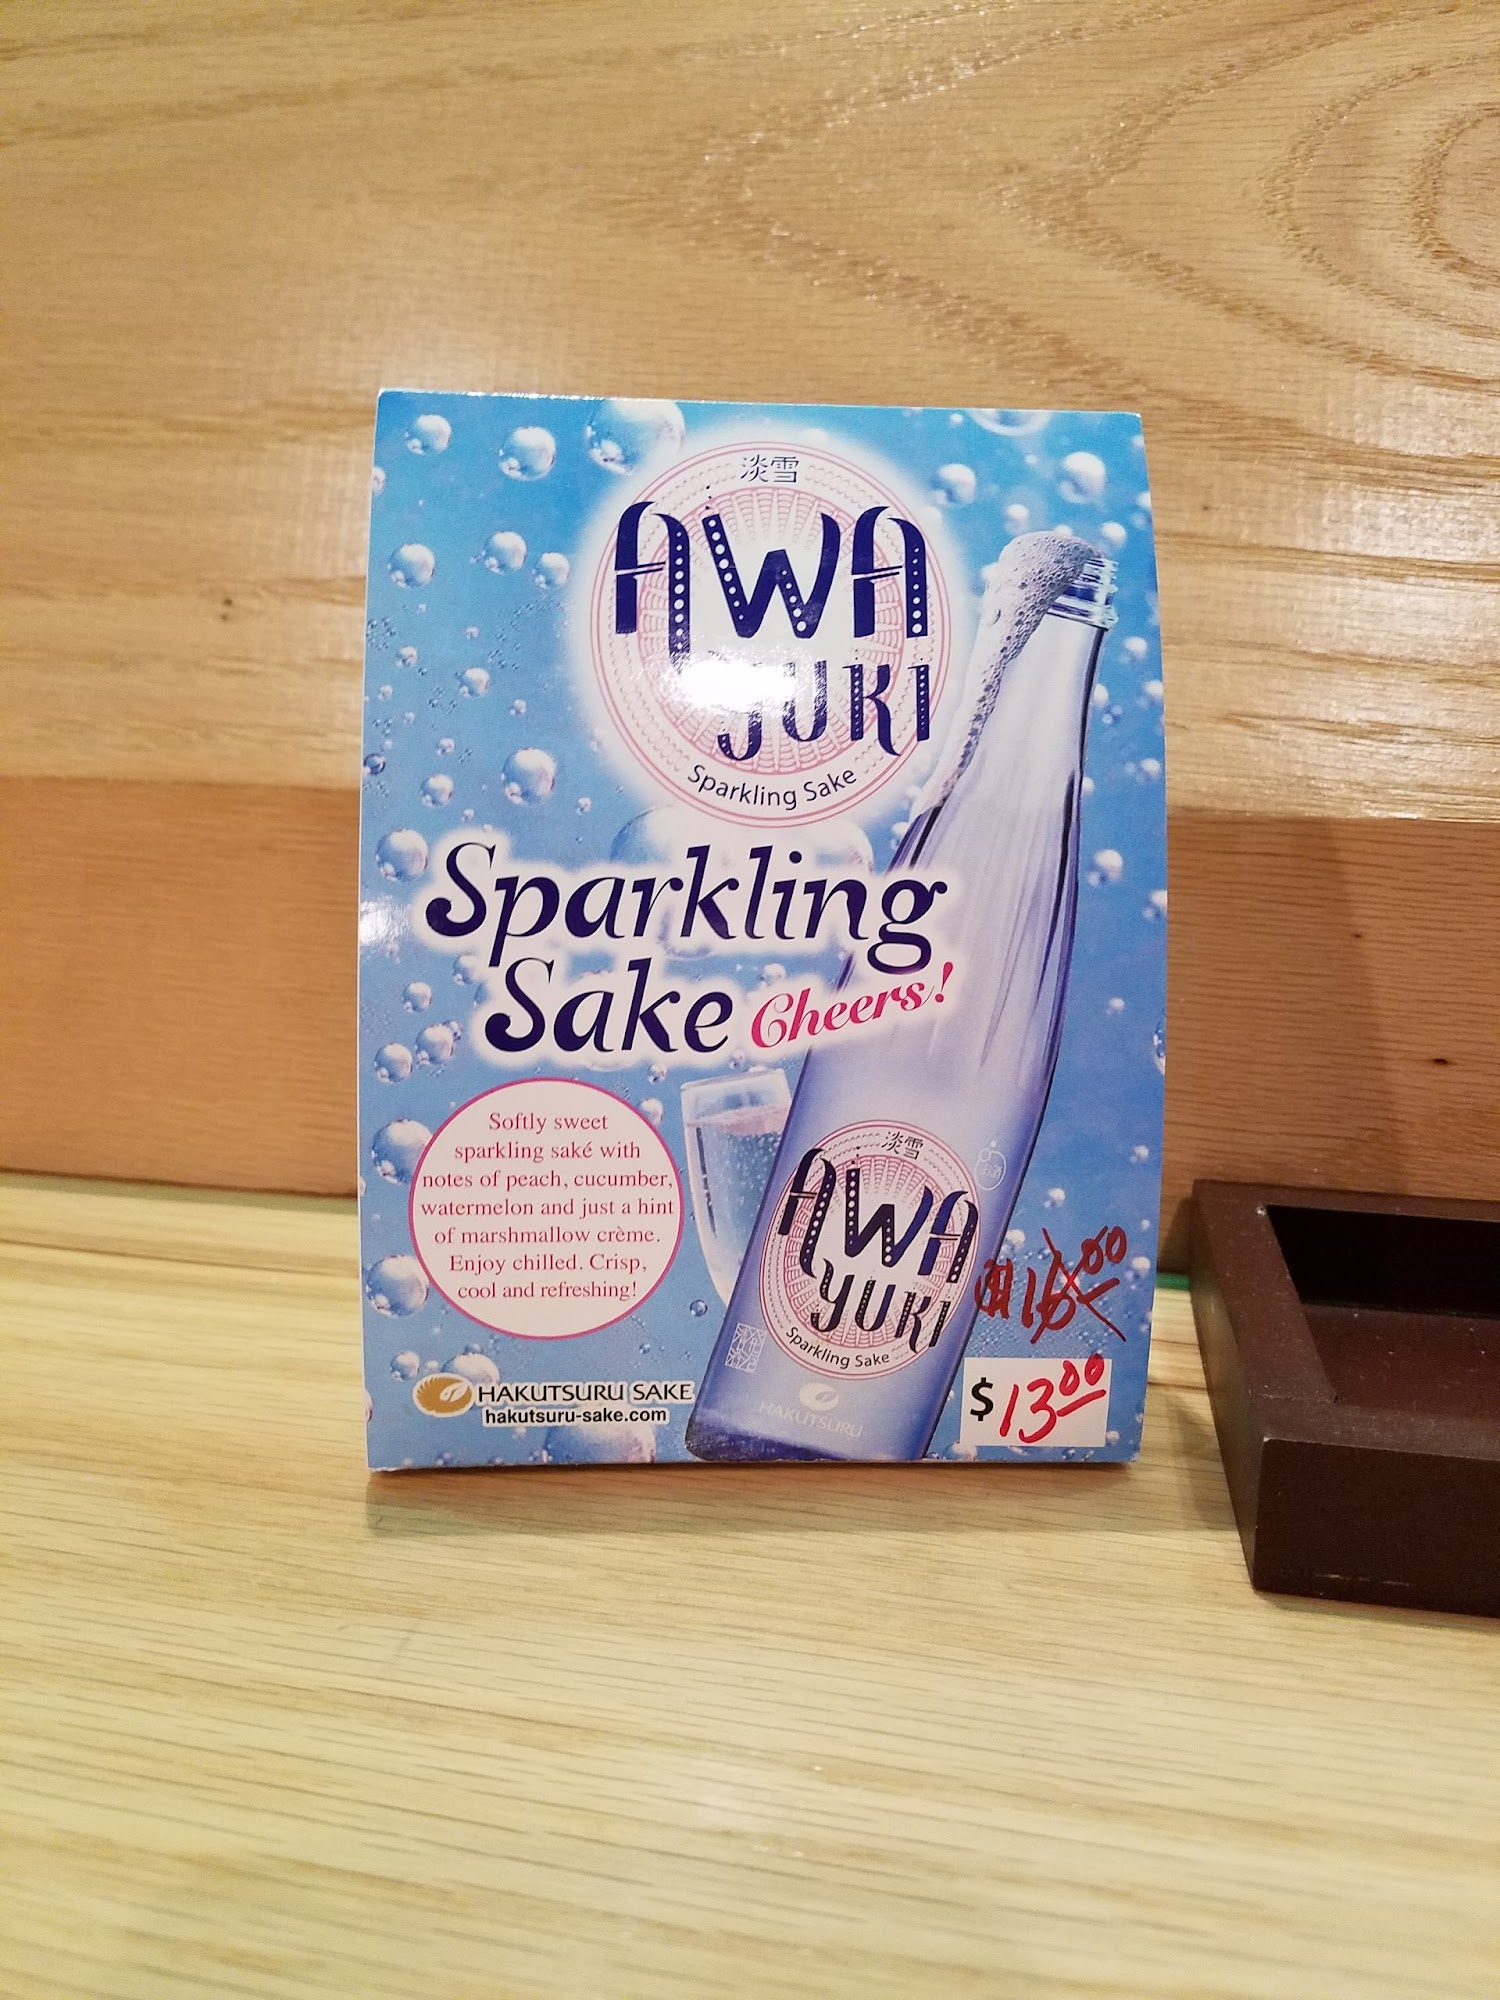 淡雪
AWA
YUKI
Sparkling Sake
Sparkling
Sake Cheers!
Softly sweet
sparkling saké with
notes of peach, cucumber,
watermelon and just a hint
of marshmallow crème.
Enjoy chilled. Crisp,
cool and refreshing!
HAKUTSURU SAKE
hakutsuru-sake.com
淡雪
AWA
YUKI
Sparkling Sake
HAKUTSURU
$16.00
$13.00